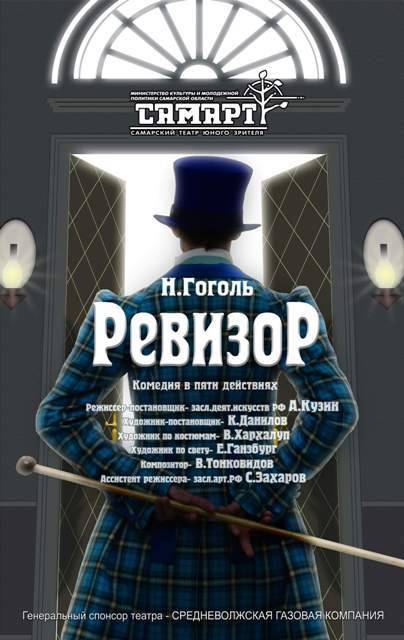 МИНИСТЕРСТВО КУЛЬТУРЫ И МОЛОДЕЖНОЙ
ПОЛИТИКИ САМАРСКОЙ ОБЛАСТИ
САМАРТ
САМАРСКИЙ ТЕАТР ЮНОГО ЗРИТЕЛЯ
Н.Гоголь
Ревизор
Комедия в пяти действиях
Режиссер-постановщик- засл.деят.искусств РФ А.Кузин
Художник-постановщик- К.Данилов
Художник по костюмам- В.Хархалуп
Художник по свету- Е.Ганзбург
Композитор- В.Тонковидов
Ассистент режиссера- засл.арт.РФ С.Захаров
Генеральный спонсор театра - СРЕДНЕВОЛЖСКАЯ ГАЗОВАЯ КОМПАНИЯ